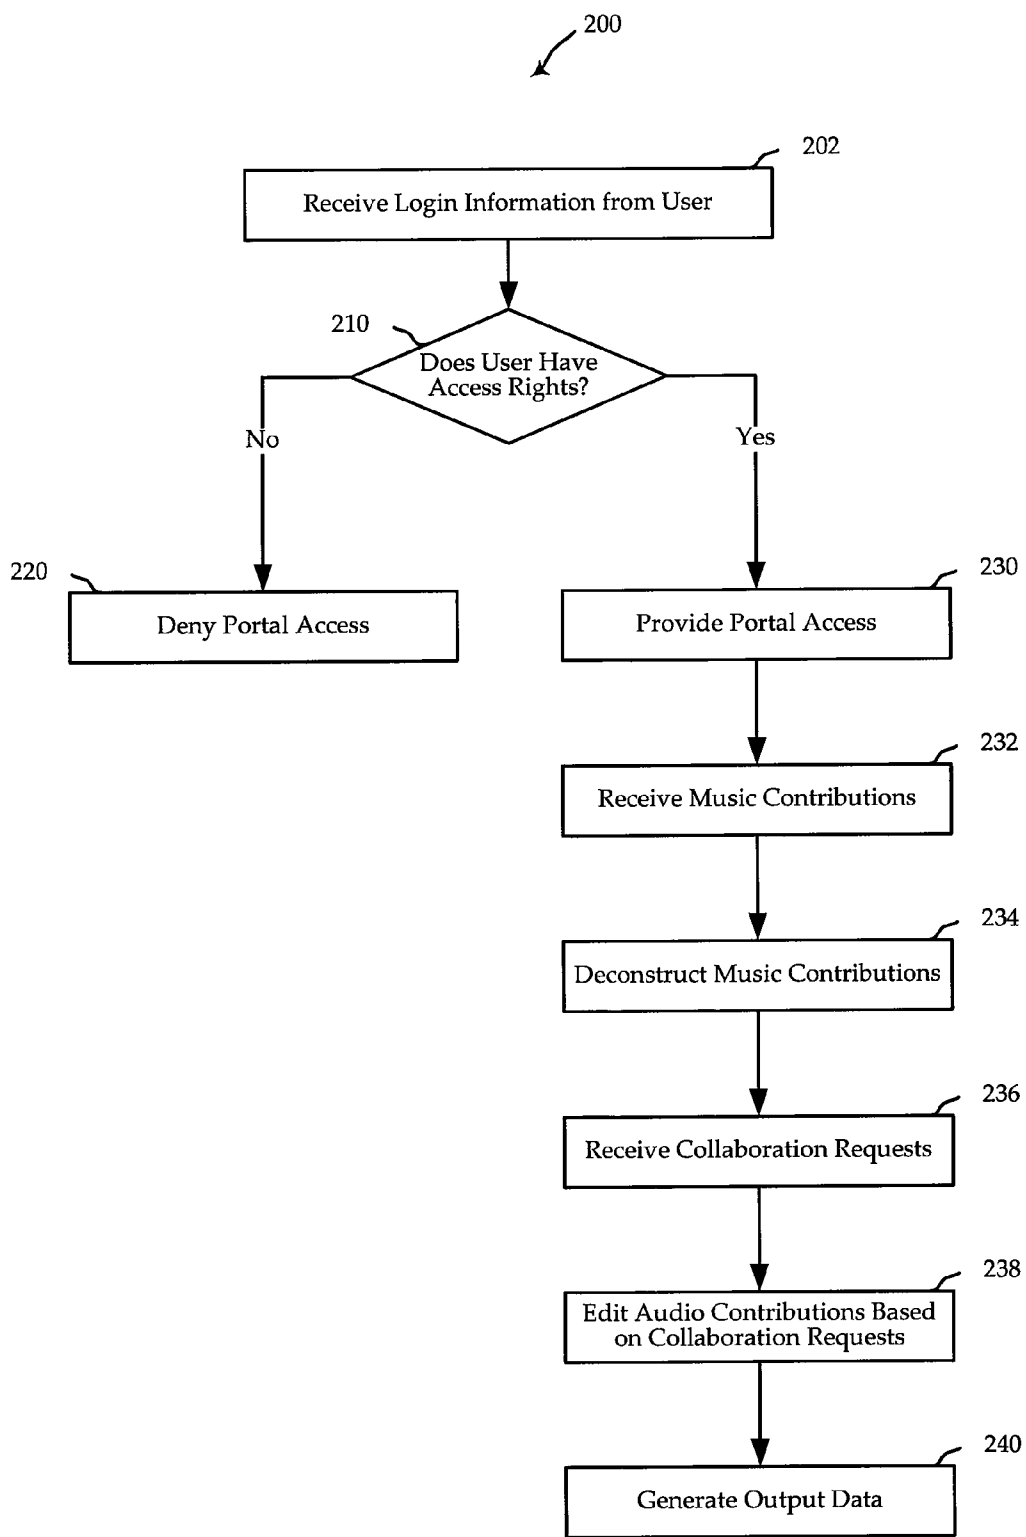 200
202
Receive Login Information from User
210
Does User Have
Access Rights?
No
Yes
220
Deny Portal Access
230
Provide Portal Access
232
Receive Music Contributions
234
Deconstruct Music Contributions
236
Receive Collaboration Requests
238
Edit Audio Contributions Based
on Collaboration Requests
240
Generate Output Data